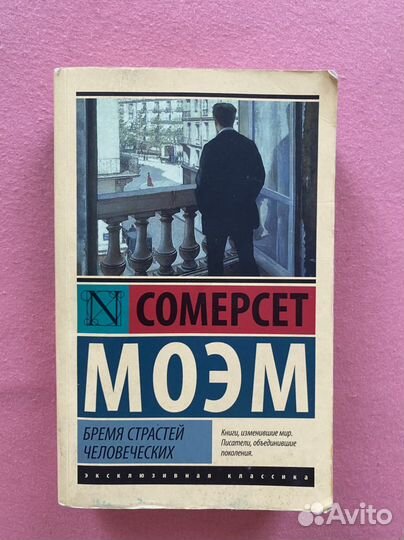 N
СОМЕРСЕТ
МОЭМ
БРЕМЯ СТРАСТЕЙ
ЧЕЛОВЕЧЕСКИХ
Книги, изменившие мир.
Писатели, объединившие
поколения.
эксклюзивная классика
Avito